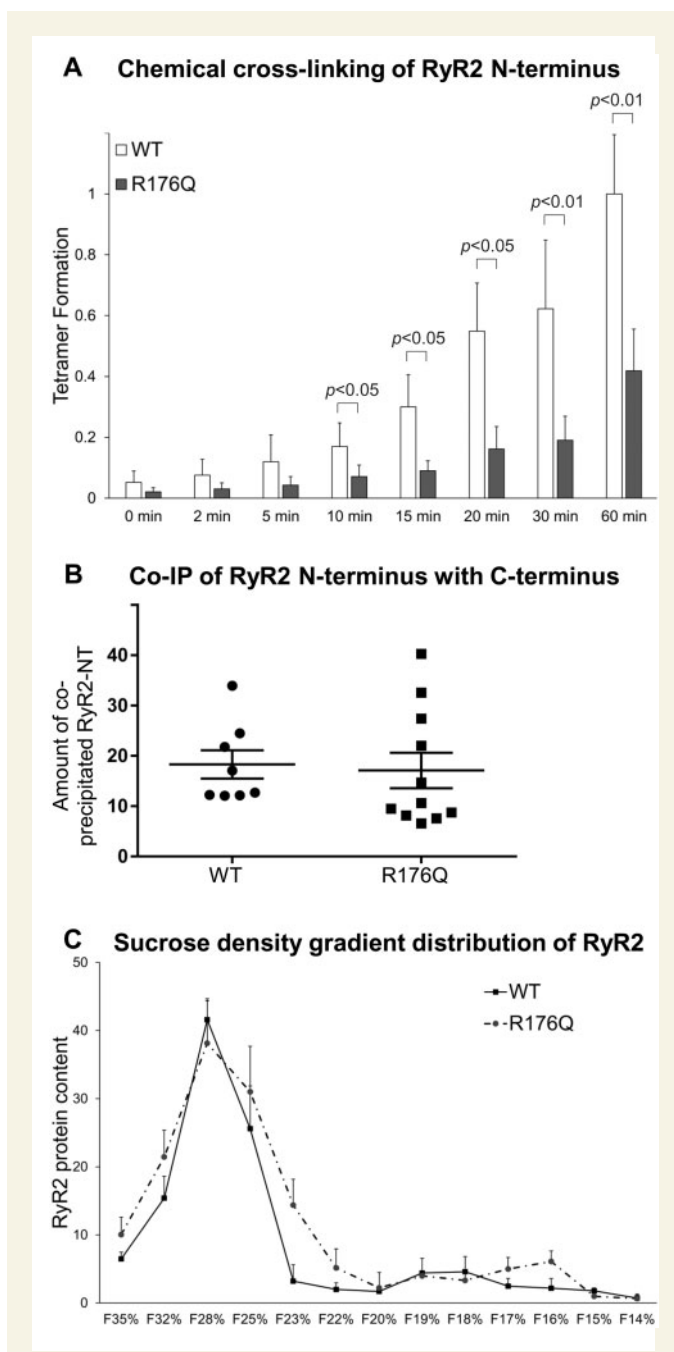 A Chemical cross-linking of RyR2 N-terminus
p<0.01
WT
R176Q
p<0.01
p<0.05
p<0.05
p<0.05
Tetramer Formation
1
0.8
0.6
0.4
0.2
0
0 min 2 min 5 min 10 min 15 min 20 min 30 min 60 min
B Co-IP of RyR2 N-terminus with C-terminus
Amount of co-
precipitated RyR2-NT
40
30
20
10
0
WT R176Q
C Sucrose density gradient distribution of RyR2
RyR2 protein content
50
40
30
20
10
0
WT
R176Q
F35% F32% F28% F25% F23% F22% F20% F19% F18% F17% F16% F15% F14%